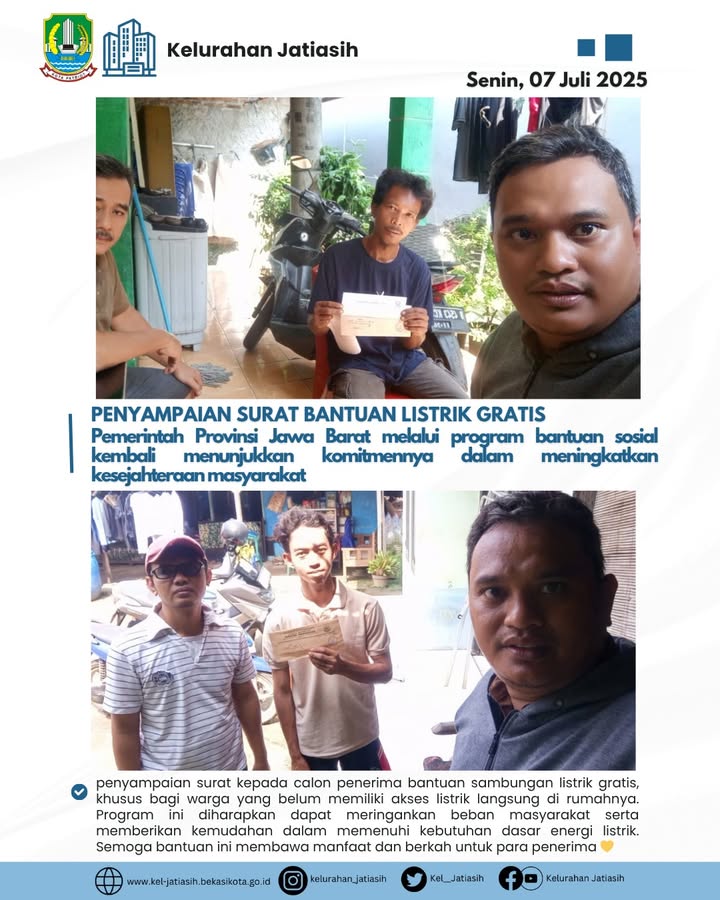 Kelurahan Jatiasih
Senin, 07 Juli 2025
PENYAMPAIAN SURAT BANTUAN LISTRIK GRATIS
Pemerintah Provinsi Jawa Barat melalui program bantuan sosial
kembali menunjukkan komitmennya dalam meningkatkan
kesejahteraan masyarakat
penyampaian surat kepada calon penerima bantuan sambungan listrik gratis,
khusus bagi warga yang belum memiliki akses listrik langsung di rumahnya.
Program ini diharapkan dapat meringankan beban masyarakat serta
memberikan kemudahan dalam memenuhi kebutuhan dasar energi listrik.
Semoga bantuan ini membawa manfaat dan berkah untuk para penerima 💛
www.kel-jatiasih.bekasikota.go.id
kelurahan_jatiasih
Kel__Jatiasih
Kelurahan Jatiasih